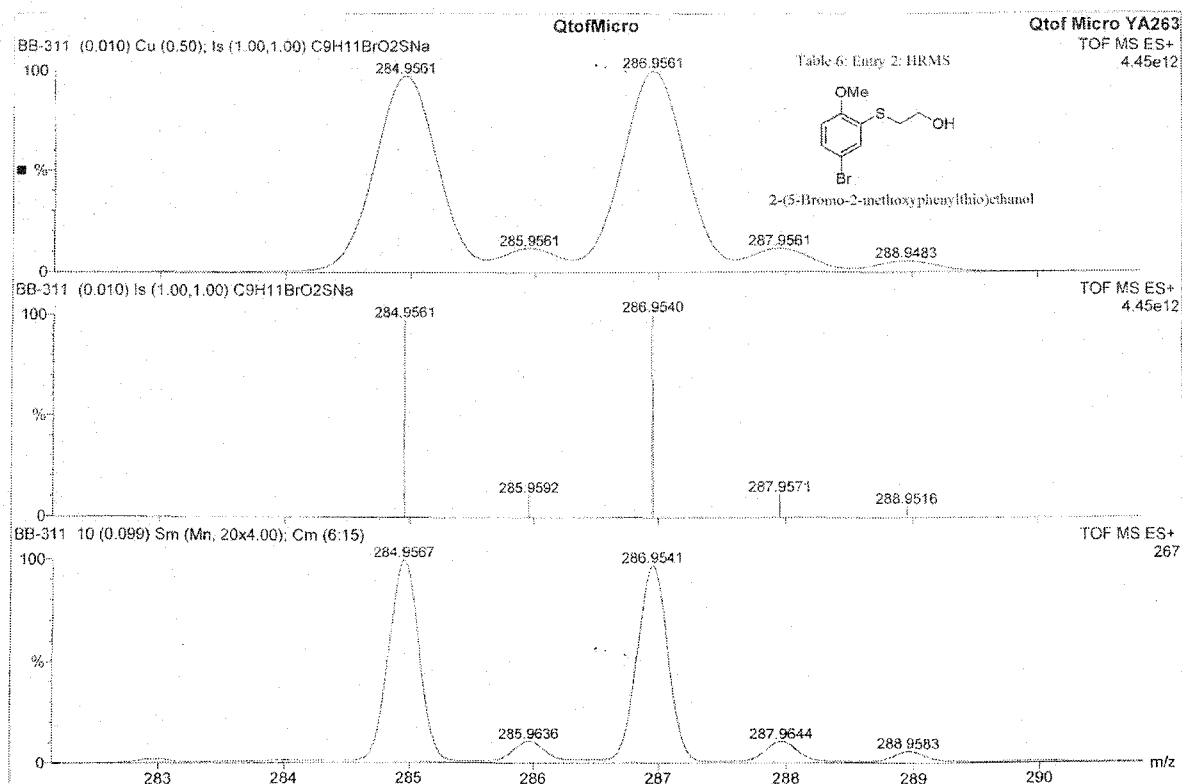 QtofMicro
Qtof Micro YA263
BB-311 (0.010) Cu (0.50); Is (1.00,1.00) C9H11BrO2SNa
TOF MS ES+
4.45e12
Table 6: Entry 2: HRMS
100
284.9561
286.9561
OMe
S
OH
Br
%
2-(5-Bromo-2-methoxyphenylthio)ethanol
285.9561
287.9561
288.9483
0
BB-311 (0.010) Is (1.00,1.00) C9H11BrO2SNa
TOF MS ES+
4.45e12
100
284.9561
286.9540
%
285.9592
287.9571
288.9516
0
BB-311 10 (0.099) Sm (Mn, 20x4.00); Cm (6:15)
TOF MS ES+
267
100
284.9567
286.9541
%
285.9636
287.9644
288.9583
0
283 284 285 286 287 288 289 290 m/z